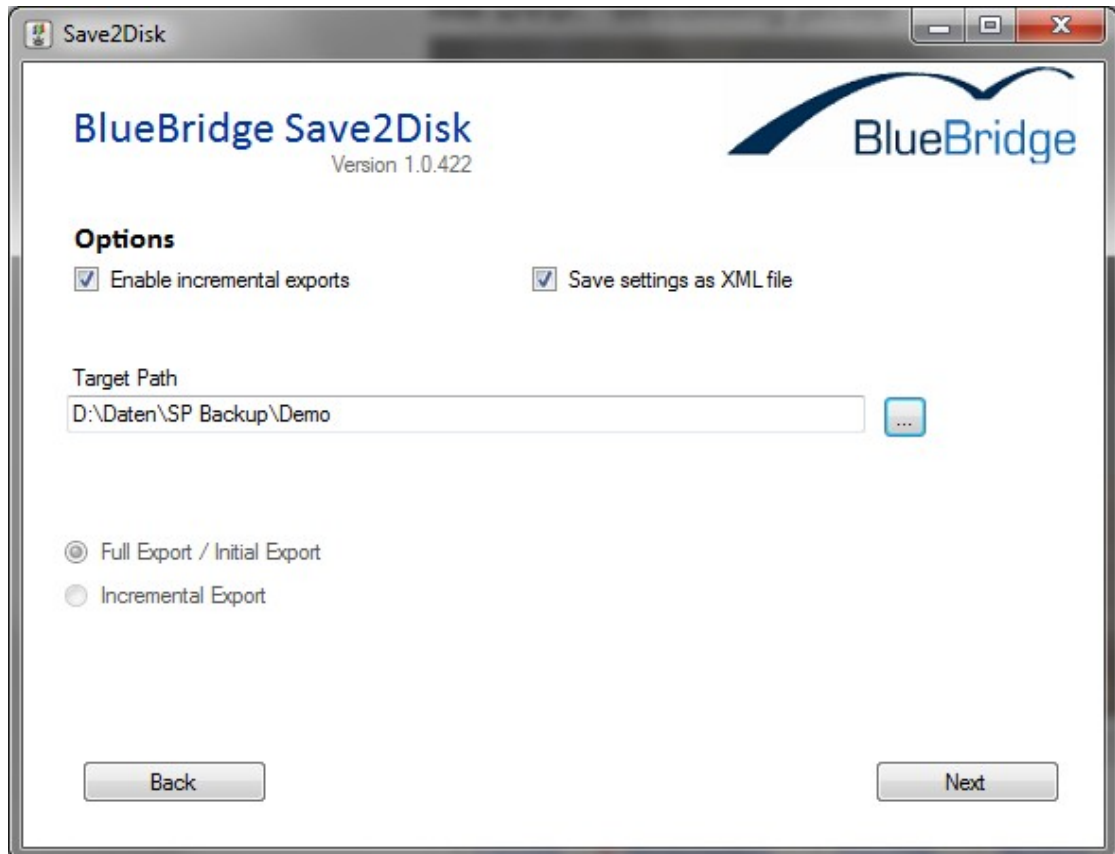 Save2Disk
BlueBridge Save2Disk
Version 1.0.422
BlueBridge
Options
Enable incremental exports
Save settings as XML file
Target Path
D:\Daten\SP Backup\Demo
...
Full Export / Initial Export
Incremental Export
Back
Next